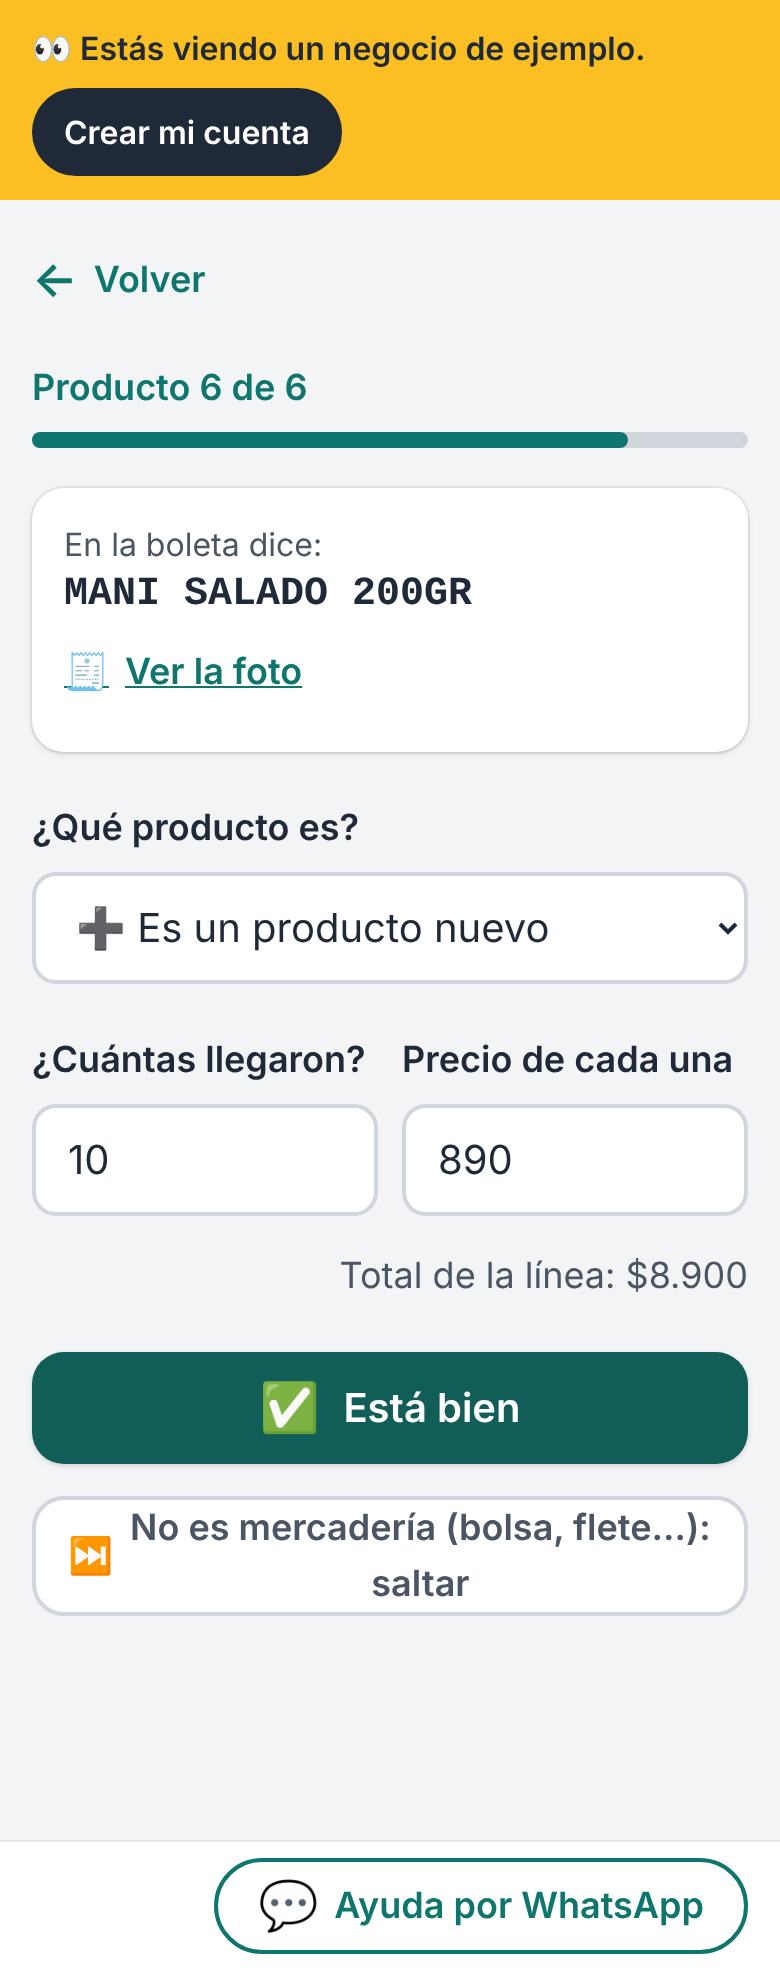 👀 Estás viendo un negocio de ejemplo.
Crear mi cuenta
← Volver
Producto 6 de 6
En la boleta dice:
MANI SALADO 200GR
🧾 Ver la foto
¿Qué producto es?
➕ Es un producto nuevo
¿Cuántas llegaron? Precio de cada una
10 890
Total de la línea: $8.900
✅ Está bien
⏭️ No es mercadería (bolsa, flete…):
saltar
💬 Ayuda por WhatsApp